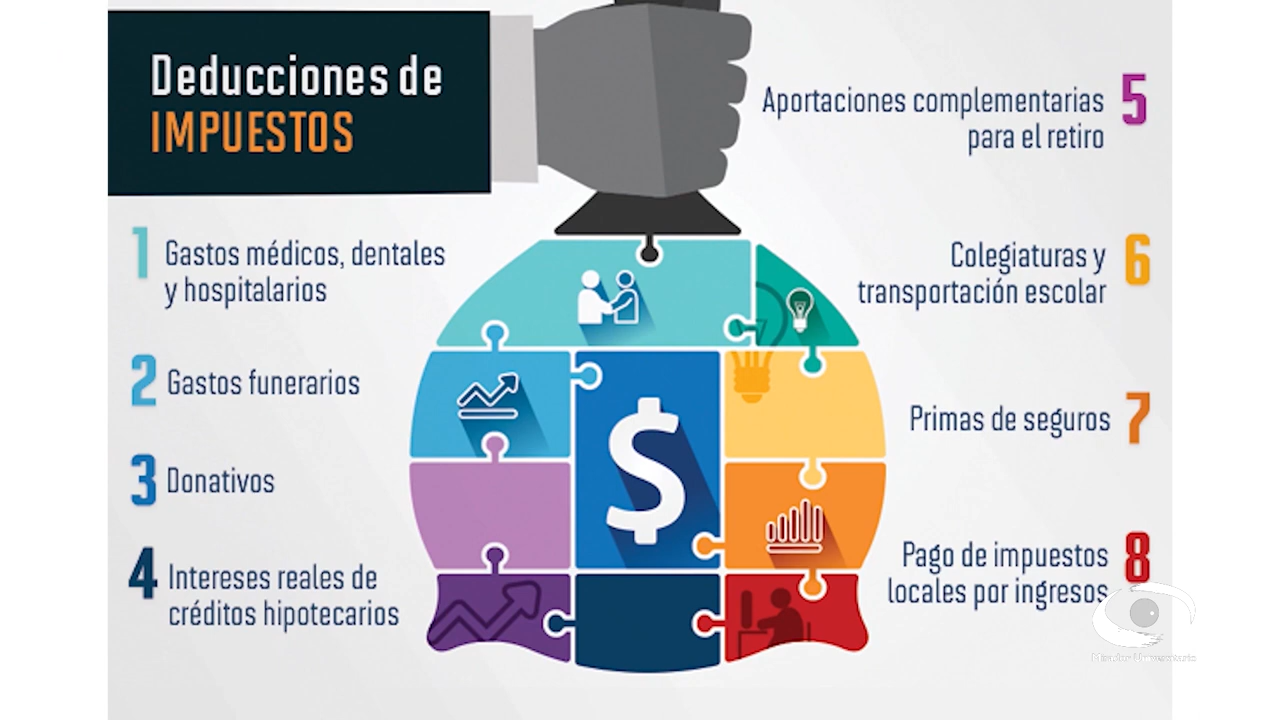 Deducciones de
IMPUESTOS
1 Gastos médicos, dentales
y hospitalarios
2 Gastos funerarios
3 Donativos
4 Intereses reales de
créditos hipotecarios
Aportaciones complementarias 5
para el retiro
Colegiaturas y 6
transportación escolar
Primas de seguros 7
Pago de impuestos 8
locales por ingresos
$
Mirador Universitario